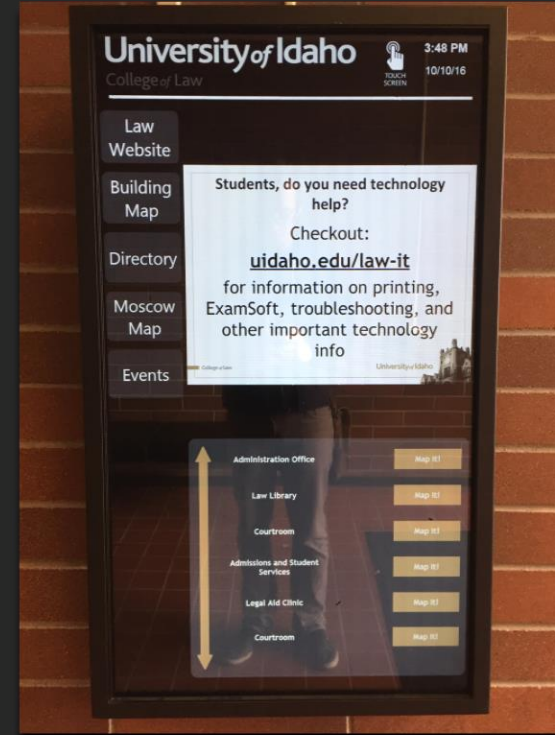 University of Idaho
College of Law
TOUCH
SCREEN
3:48 PM
10/10/16
Law
Website
Building
Map
Directory
Moscow
Map
Events
Students, do you need technology
help?
Checkout:
uidaho.edu/law-it
for information on printing,
ExamSoft, troubleshooting, and
other important technology
info
College of Law
University of Idaho
Administration Office
Map It!
Law Library
Map It!
Courtroom
Map It!
Admissions and Student
Services
Map It!
Legal Aid Clinic
Map It!
Courtroom
Map It!